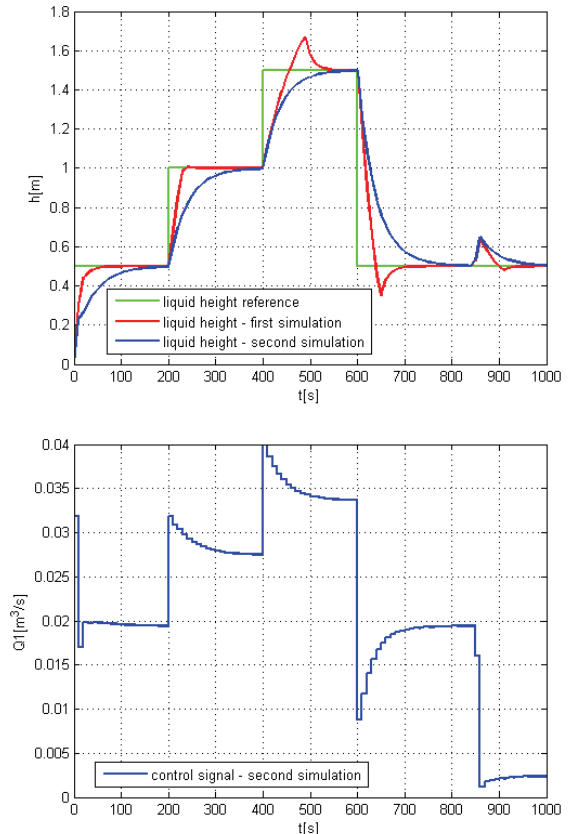 1.8
1.6
1.4
1.2
1
0.8
0.6
0.4
0.2
0
h[m]
liquid height reference
liquid height - first simulation
liquid height - second simulation
0 100 200 300 400 500 600 700 800 900 1000
t[s]
0.04
0.035
0.03
0.025
0.02
0.015
0.01
0.005
0
Q1[m³/s]
control signal - second simulation
0 100 200 300 400 500 600 700 800 900 1000
t[s]